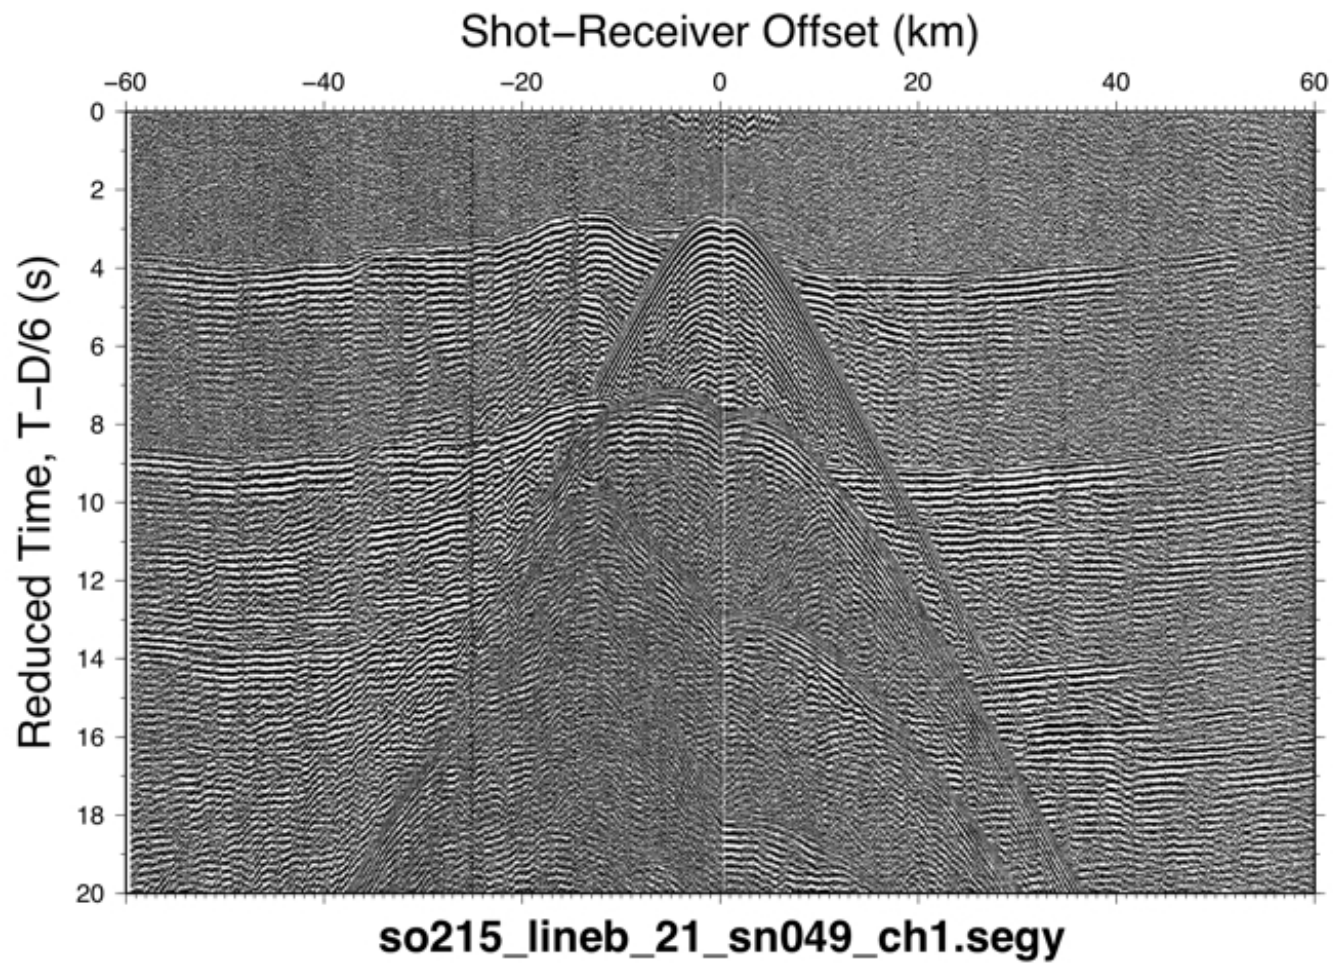 Shot–Receiver Offset (km)
−60 −40 −20 0 20 40 60
0
2
4
6
8
10
12
14
16
18
20
Reduced Time, T−D/6 (s)
so215_lineb_21_sn049_ch1.segy